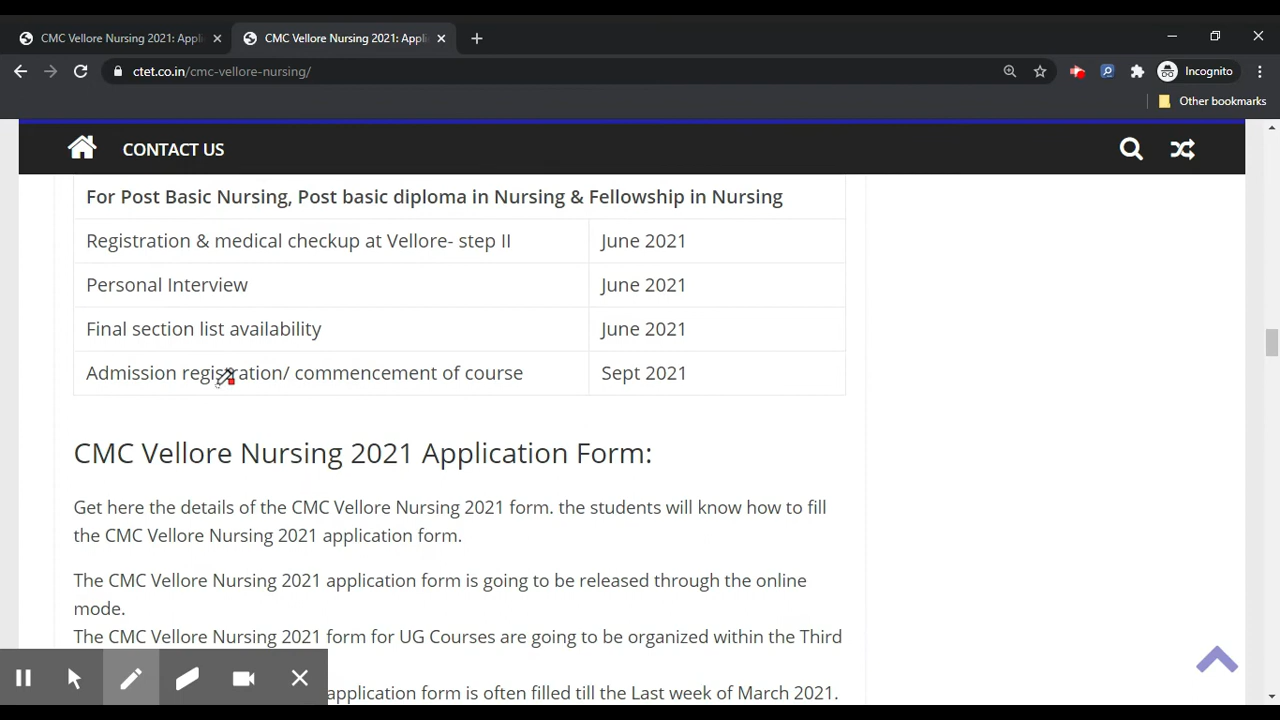 CMC Vellore Nursing 2021: Appl
CMC Vellore Nursing 2021: Appli
ctet.co.in/cmc-vellore-nursing/
Incognito
Other bookmarks
CONTACT US
For Post Basic Nursing, Post basic diploma in Nursing & Fellowship in Nursing
Registration & medical checkup at Vellore- step II June 2021
Personal Interview June 2021
Final section list availability June 2021
Admission registration/ commencement of course Sept 2021
CMC Vellore Nursing 2021 Application Form:
Get here the details of the CMC Vellore Nursing 2021 form. the students will know how to fill
the CMC Vellore Nursing 2021 application form.
The CMC Vellore Nursing 2021 application form is going to be released through the online
mode.
The CMC Vellore Nursing 2021 form for UG Courses are going to be organized within the Third
application form is often filled till the Last week of March 2021.